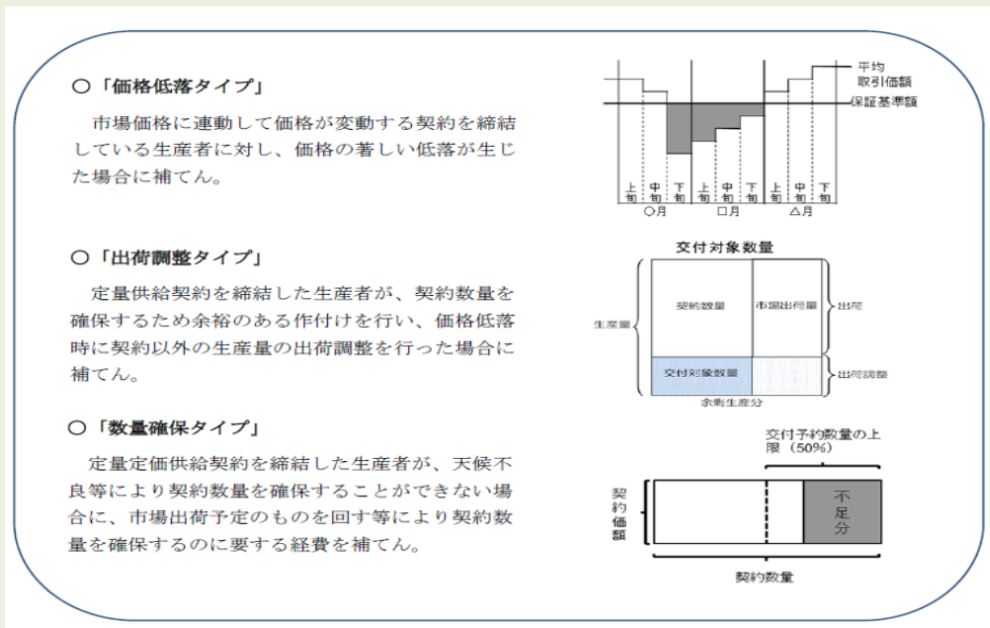 ○「価格低落タイプ」
市場価格に連動して価格が変動する契約を締結
している生産者に対し、価格の著しい低落が生じ
た場合に補てん。
平均
取引価額
保証基準額
上旬 中旬 下旬 上旬 中旬 下旬 上旬 中旬 下旬
○月 □月 △月
○「出荷調整タイプ」
定量供給契約を締結した生産者が、契約数量を
確保するため余裕のある作付けを行い、価格低落
時に契約以外の生産量の出荷調整を行った場合に
補てん。
交付対象数量
契約数量 市場出荷量 出荷
生産量
交付対象数量 出荷調整
余剰生産分
○「数量確保タイプ」
定量定価供給契約を締結した生産者が、天候不
良等により契約数量を確保することができない場
合に、市場出荷予定のものを回す等により契約数
量を確保するのに要する経費を補てん。
交付予約数量の上
限（50%）
契約価額
不足分
契約数量